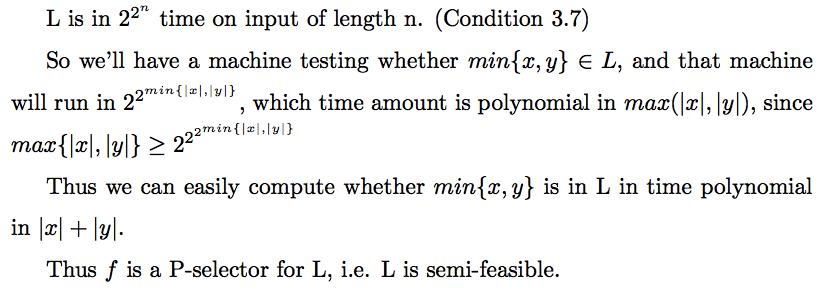 L is in $2^{2^n}$ time on input of length n. (Condition 3.7)
So we'll have a machine testing whether $min\{x, y\} \in L$, and that machine
will run in $2^{2^{min\{|x|,|y|\}}}$, which time amount is polynomial in $max(|x|, |y|)$, since
$max\{|x|, |y|\} \geq 2^{2^{2^{min\{|x|,|y|\}}}}$
Thus we can easily compute whether $min\{x, y\}$ is in L in time polynomial
in $|x| + |y|$.
Thus $f$ is a P-selector for L, i.e. L is semi-feasible.